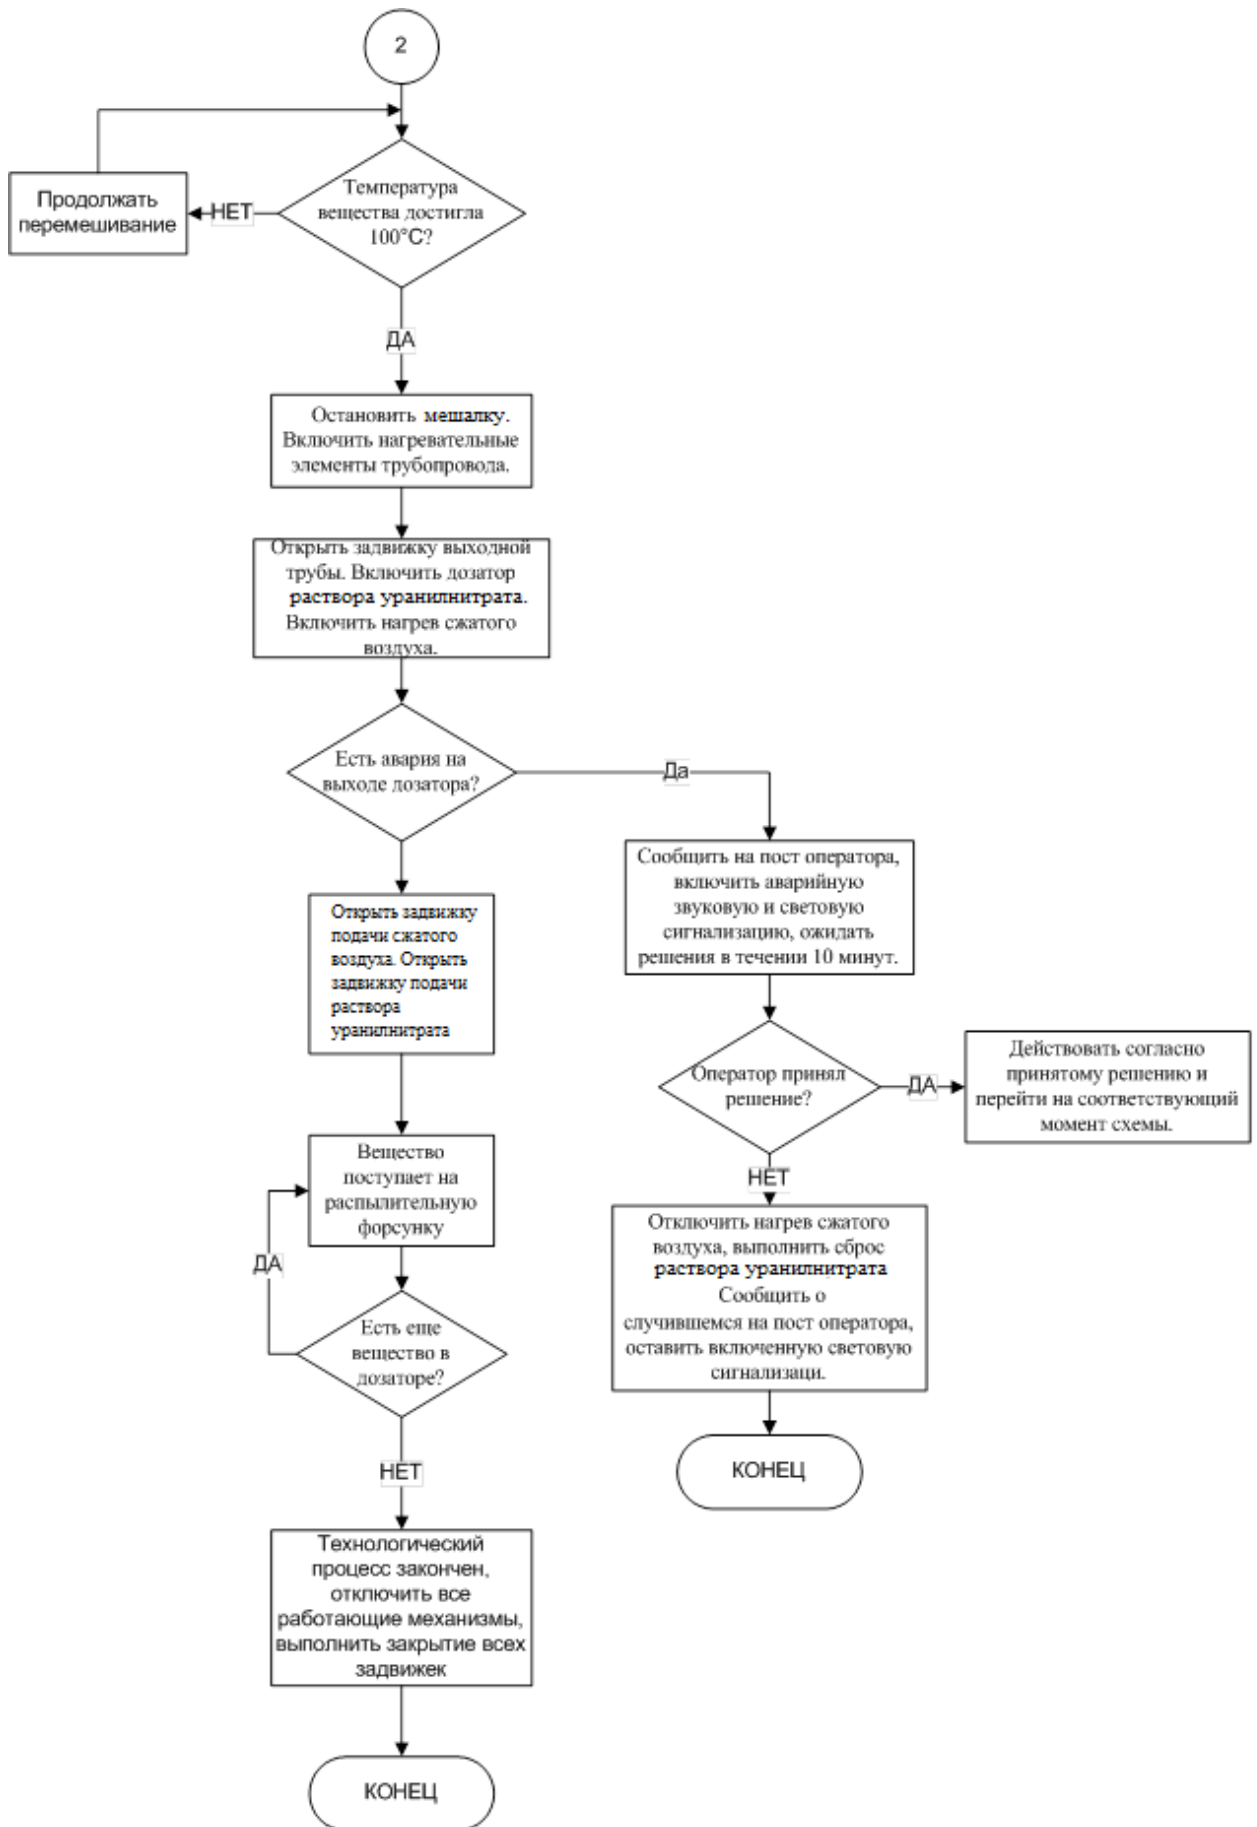 2
Температура
вещества достигла
100°С?
НЕТ
Продолжать
перемешивание
ДА
Остановить мешалку.
Включить нагревательные
элементы трубопровода.
Открыть задвижку выходной
трубы. Включить дозатор
раствора уранилнитрата.
Включить нагрев сжатого
воздуха.
Есть авария на
выходе дозатора?
Да
Сообщить на пост оператора,
включить аварийную
звуковую и световую
сигнализацию, ожидать
решения в течении 10 минут.
Открыть задвижку
подачи сжатого
воздуха. Открыть
задвижку подачи
раствора
уранилнитрата
Оператор принял
решение?
ДА
Действовать согласно
принятому решению и
перейти на соответствующий
момент схемы.
НЕТ
Вещество
поступает на
распылительную
форсунку
ДА
Отключить нагрев сжатого
воздуха, выполнить сброс
раствора уранилнитрата
Сообщить о
случившемся на пост оператора,
оставить включенную световую
сигнализаци.
Есть еще
вещество в
дозаторе?
КОНЕЦ
НЕТ
Технологический
процесс закончен,
отключить все
работающие механизмы,
выполнить закрытие всех
задвижек
КОНЕЦ